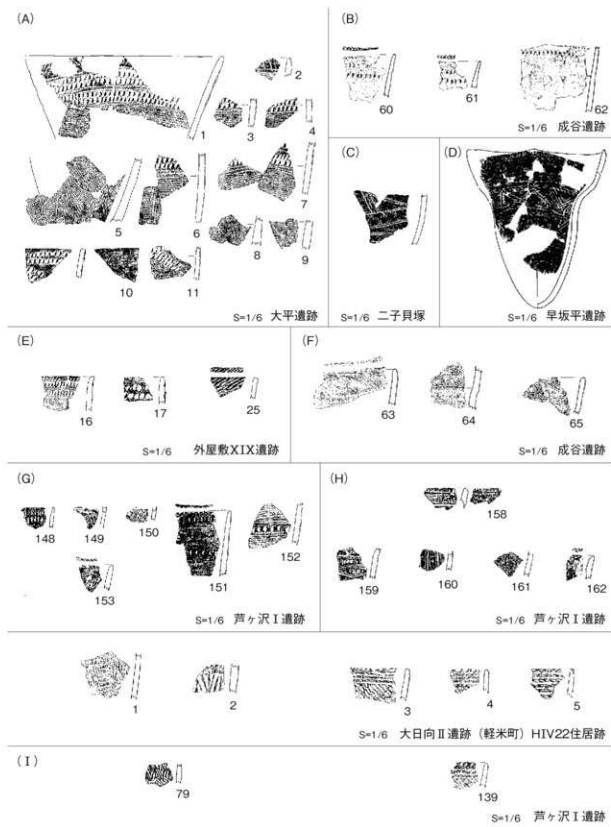 (A)
2
1
3
4
5
6
7
8
9
10
11
S=1/6 大平遺跡
(B)
60
61
62
S=1/6 成谷遺跡
(C)
S=1/6 二子貝塚
(D)
S=1/6 早坂平遺跡
(E)
16
17
25
S=1/6 外屋敷XIX遺跡
(F)
63
64
65
S=1/6 成谷遺跡
(G)
148
149
150
151
152
153
S=1/6 芦ヶ沢Ⅰ遺跡
(H)
158
159
160
161
162
S=1/6 芦ヶ沢Ⅰ遺跡
1
2
3
4
5
S=1/6 大日向Ⅱ遺跡（軽米町）HIV22住居跡
(I)
79
139
S=1/6 芦ヶ沢Ⅰ遺跡